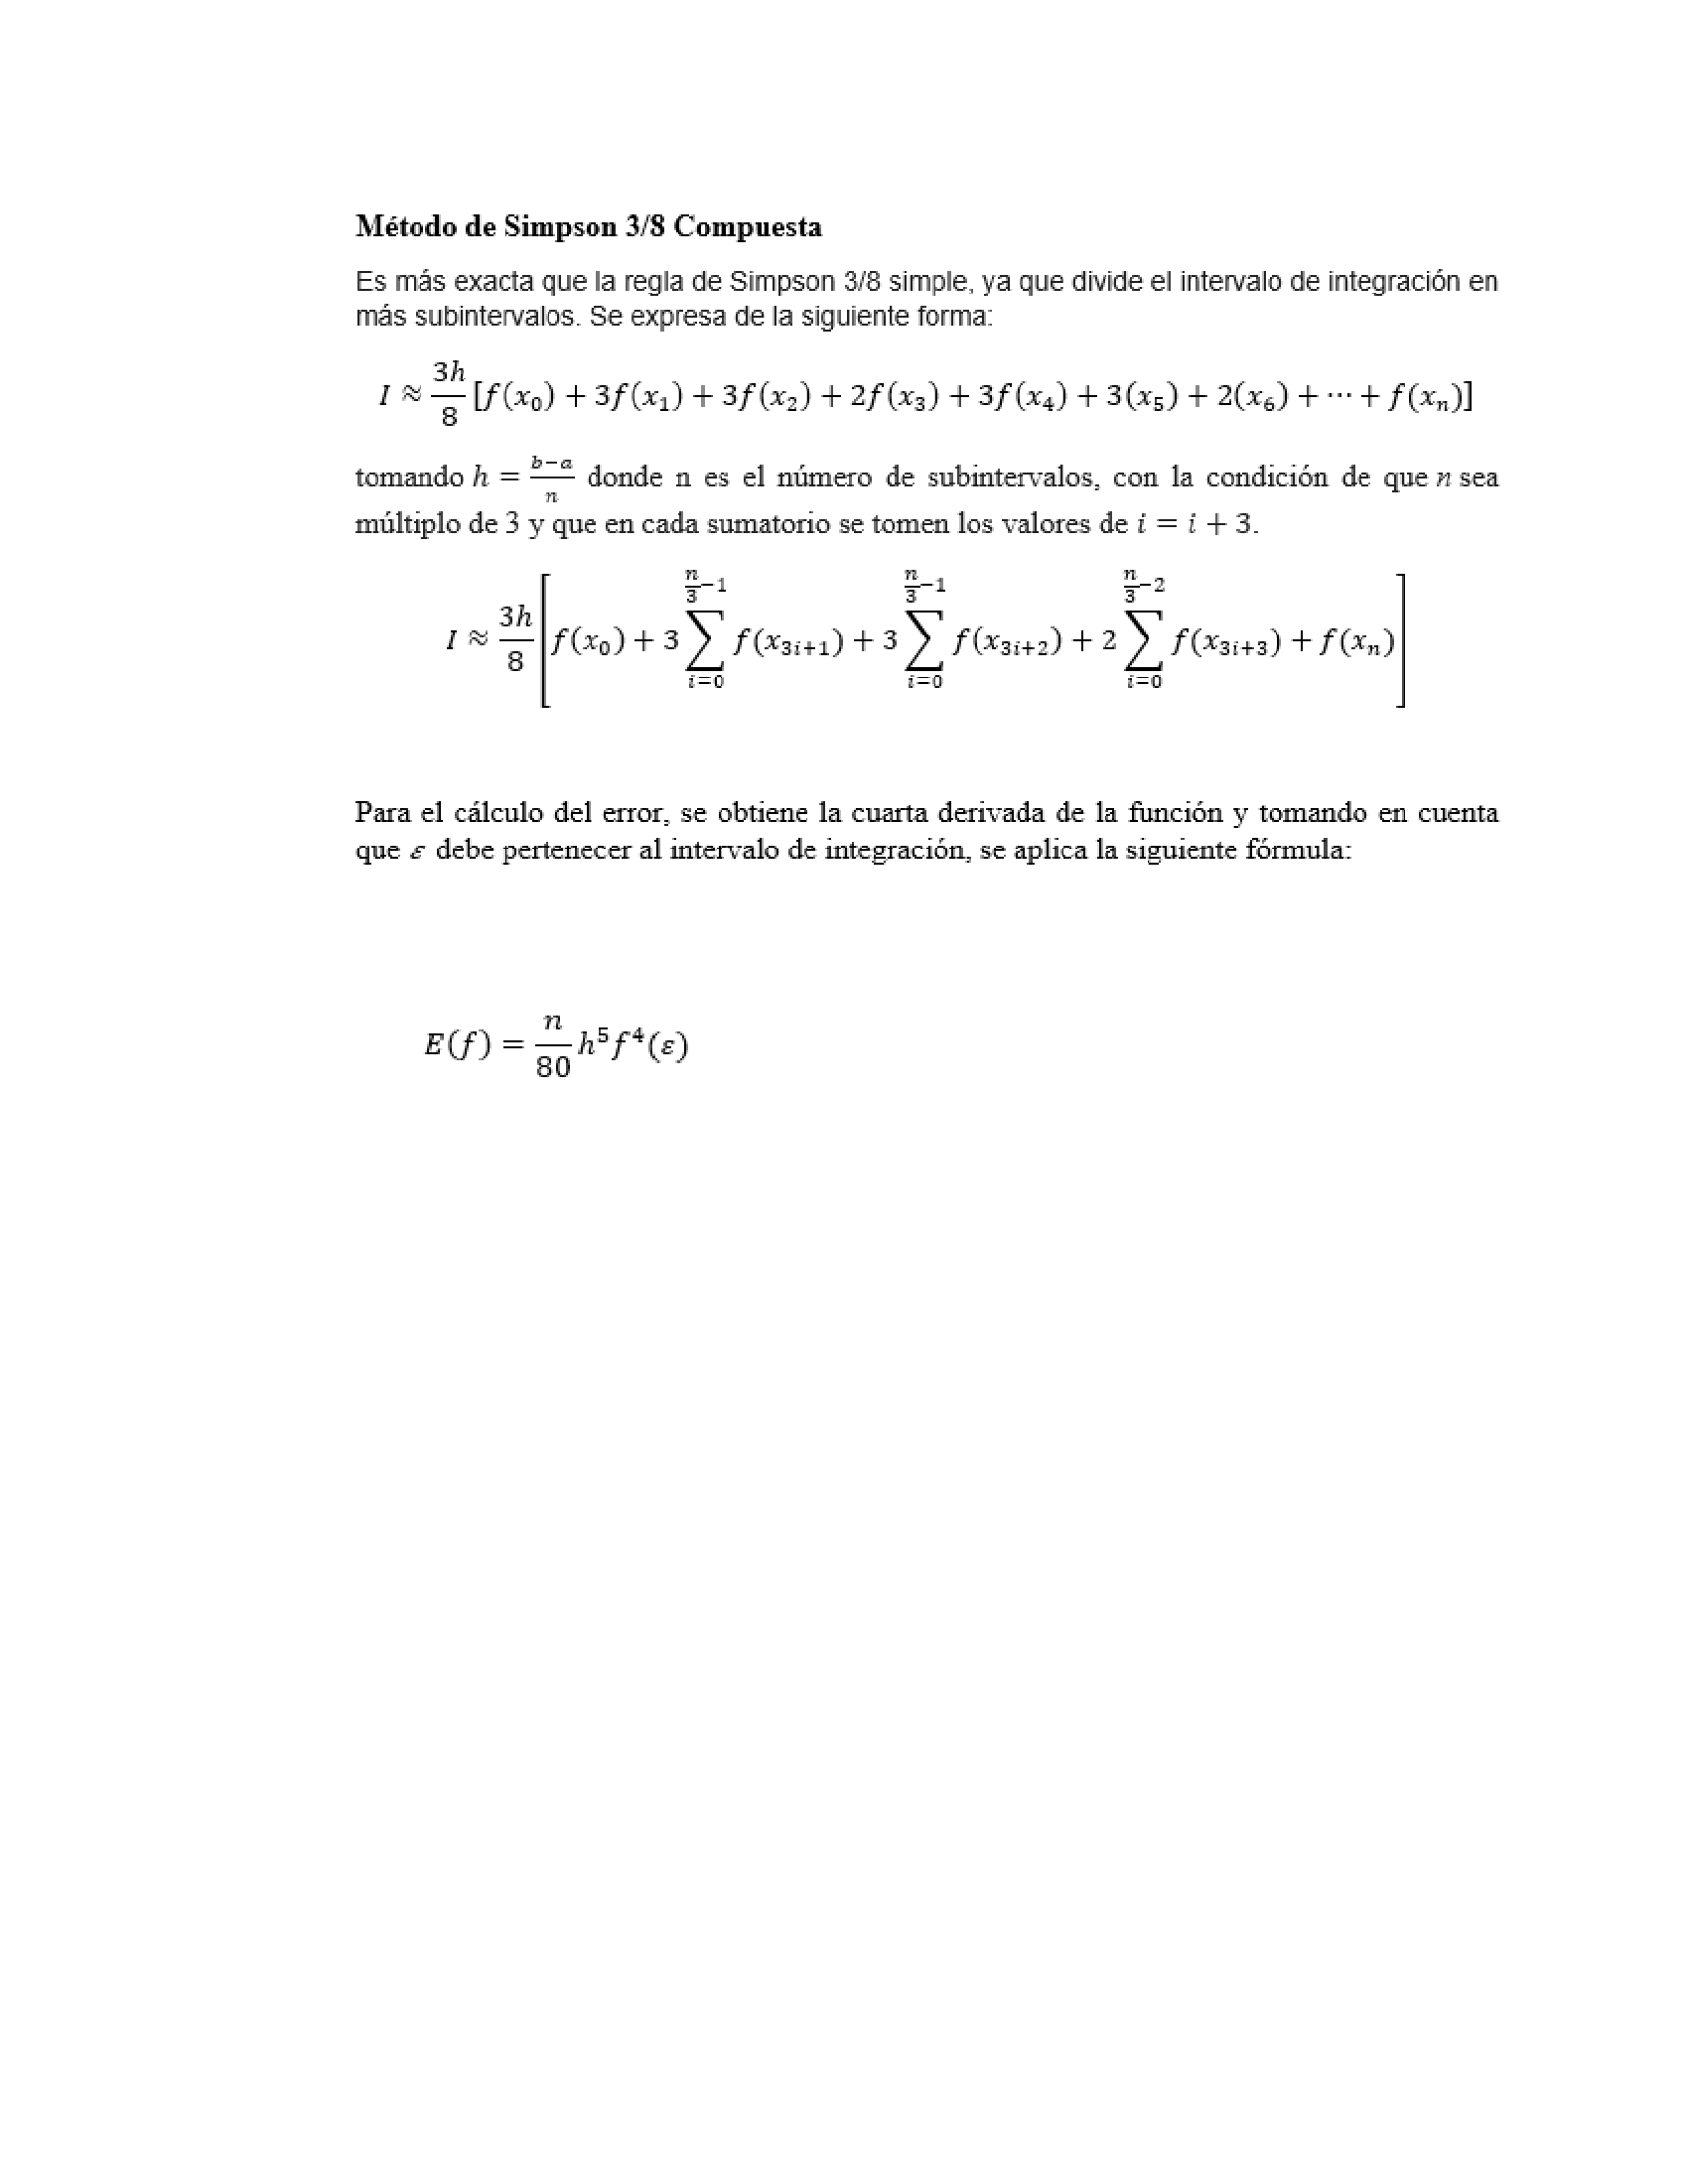 Método de Simpson 3/8 Compuesta
Es más exacta que la regla de Simpson 3/8 simple, ya que divide el intervalo de integración en
más subintervalos. Se expresa de la siguiente forma:
$I \approx \frac{3h}{8}[f(x_0) + 3f(x_1) + 3f(x_2) + 2f(x_3) + 3f(x_4) + 3(x_5) + 2(x_6) + \cdots + f(x_n)]$
tomando $h = \frac{b-a}{n}$ donde n es el número de subintervalos, con la condición de que n sea
múltiplo de 3 y que en cada sumatorio se tomen los valores de $i = i + 3$.
$I \approx \frac{3h}{8}\left[f(x_0) + 3\sum_{i=0}^{\frac{n}{3}-1} f(x_{3i+1}) + 3\sum_{i=0}^{\frac{n}{3}-1} f(x_{3i+2}) + 2\sum_{i=0}^{\frac{n}{3}-2} f(x_{3i+3}) + f(x_n)\right]$
Para el cálculo del error, se obtiene la cuarta derivada de la función y tomando en cuenta
que ε debe pertenecer al intervalo de integración, se aplica la siguiente fórmula:
$E(f) = \frac{n}{80}h^5 f^4(\varepsilon)$